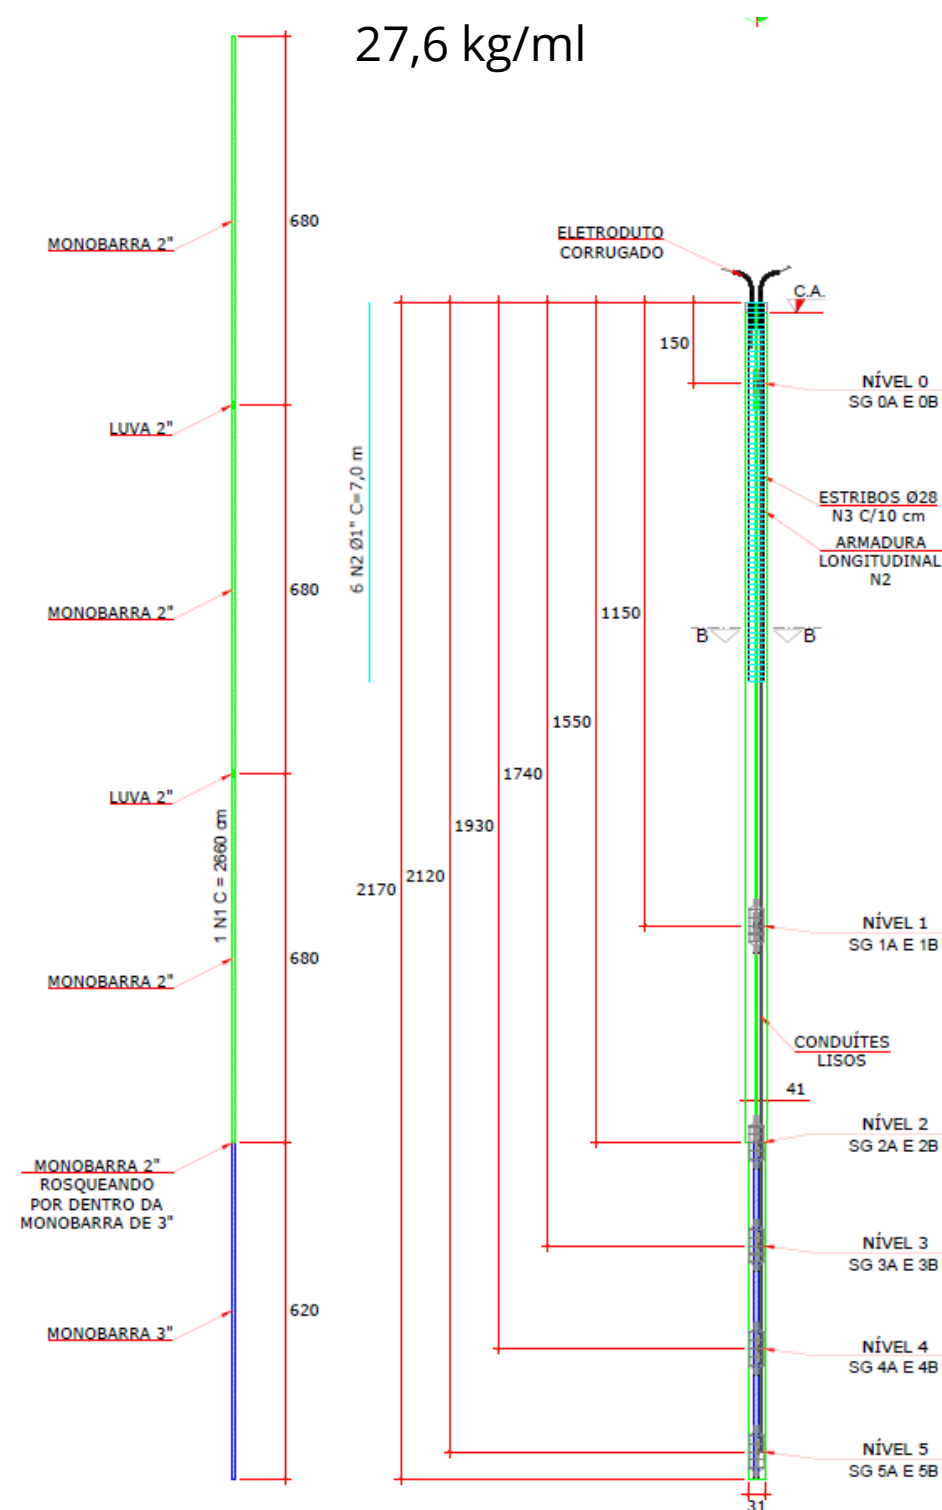 27,6 kg/ml
680
MONOBARRA 2"
LUVA 2"
680
MONOBARRA 2"
LUVA 2"
1 N1 C = 2660 cm
680
MONOBARRA 2"
MONOBARRA 2"
ROSQUEANDO
POR DENTRO DA
MONOBARRA DE 3"
620
MONOBARRA 3"
6 N2 Ø1" C=7,0 m
2170
2120
1930
1740
1550
1150
150
ELETRODUTO
CORRUGADO
C.A.
NÍVEL 0
SG 0A E 0B
ESTRIBOS Ø28
N3 C/10 cm
ARMADURA
LONGITUDINAL
N2
B B
NÍVEL 1
SG 1A E 1B
CONDUÍTES
LISOS
41
NÍVEL 2
SG 2A E 2B
NÍVEL 3
SG 3A E 3B
NÍVEL 4
SG 4A E 4B
NÍVEL 5
SG 5A E 5B
31